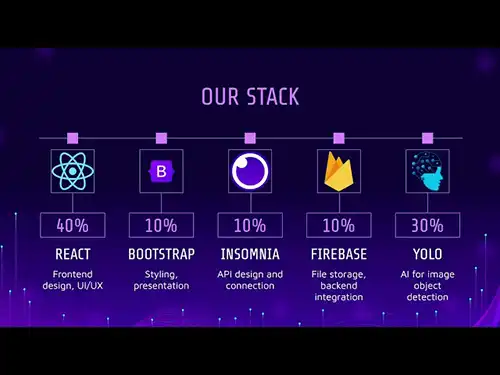 OUR STACK
B
40% 10% 10% 10% 30%
REACT BOOTSTRAP INSOMNIA FIREBASE YOLO
Frontend
design, UI/UX
Styling,
presentation
API design and
connection
File storage,
backend
integration
AI for image
object
detection